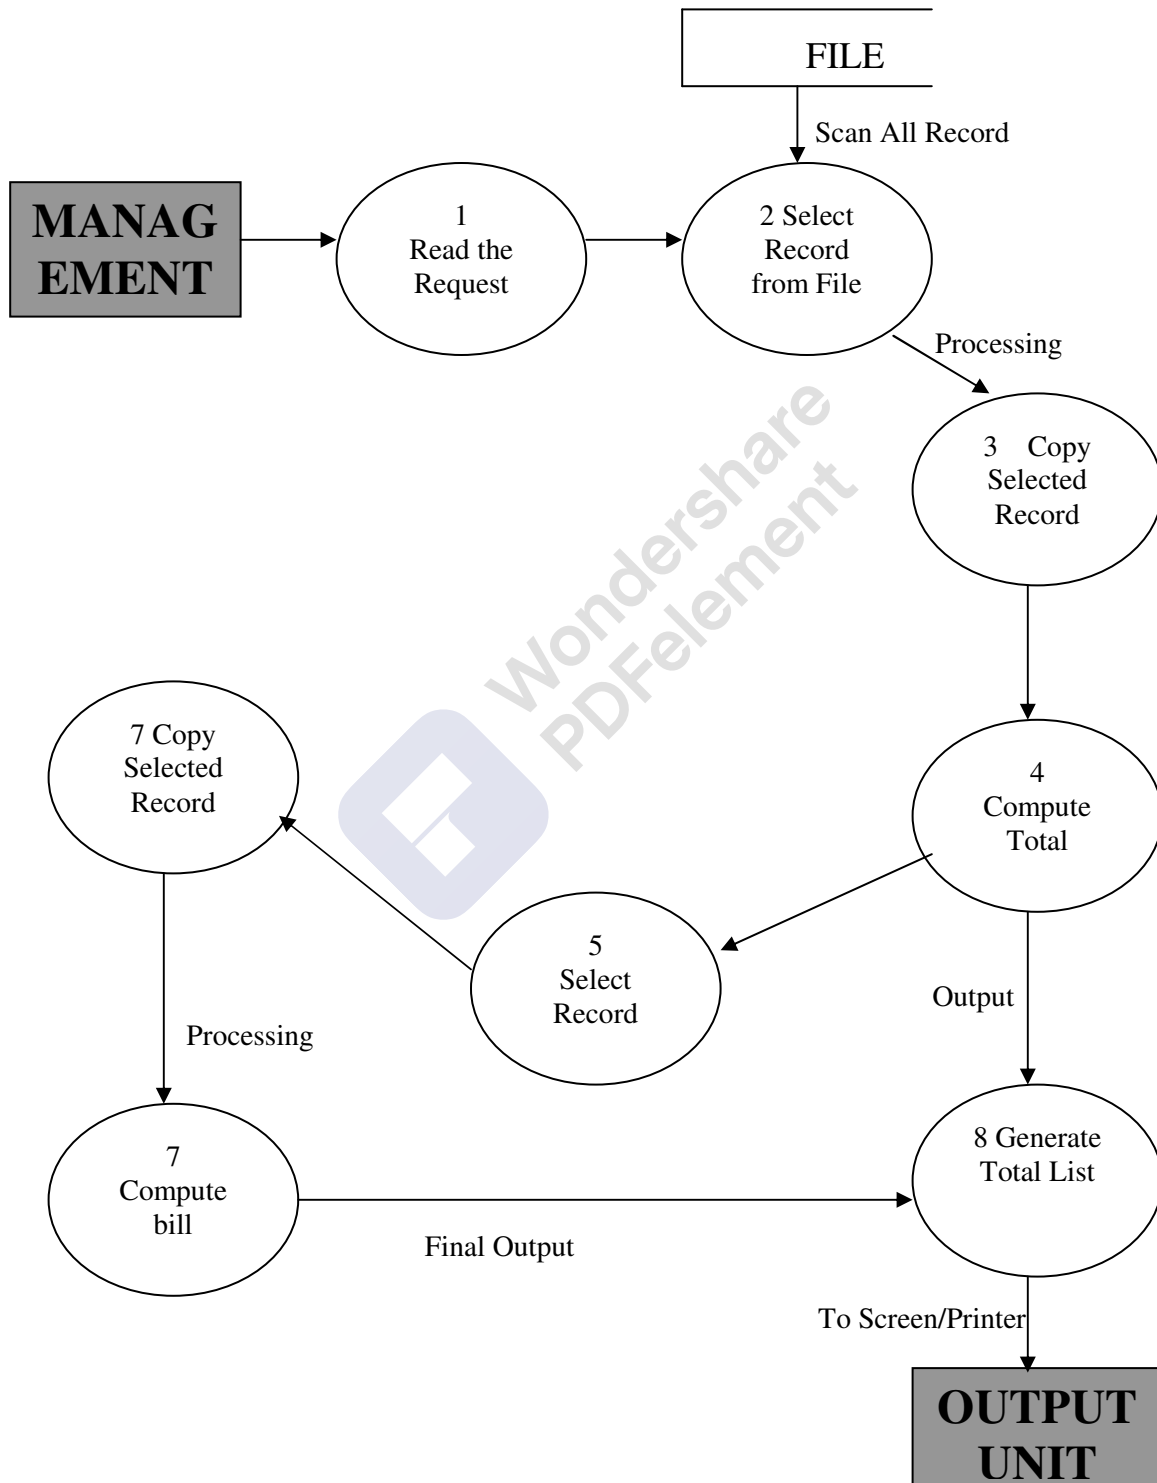 FILE
Scan All Record
MANAG
EMENT
1
Read the
Request
2 Select
Record
from File
Processing
3 Copy
Selected
Record
Wondershare
PDFelement
7 Copy
Selected
Record
4
Compute
Total
5
Select
Record
Output
Processing
7
Compute
bill
8 Generate
Total List
Final Output
To Screen/Printer
OUTPUT
UNIT